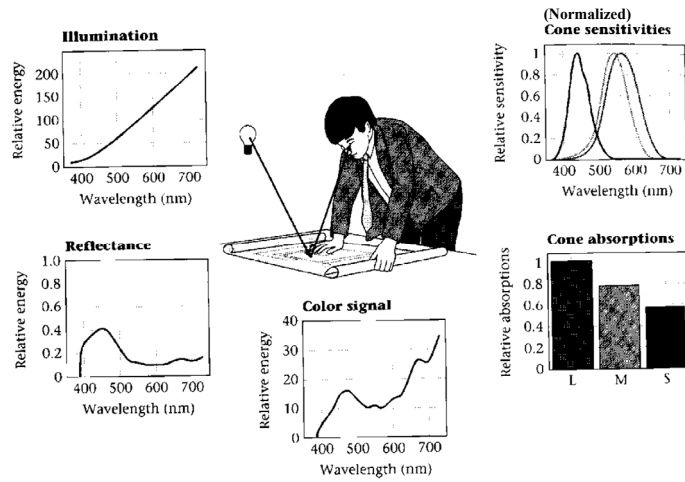 Illumination
Relative energy
200
150
100
50
0
400 500 600 700
Wavelength (nm)
Reflectance
Relative energy
1.0
0.8
0.6
0.4
0.2
0
400 500 600 700
Wavelength (nm)
Color signal
Relative energy
40
30
20
10
0
400 500 600 700
Wavelength (nm)
(Normalized)
Cone sensitivities
Relative sensitivity
1
0.8
0.6
0.4
0.2
0
400 500 600 700
Wavelength (nm)
Cone absorptions
Relative absorptions
1
0.8
0.6
0.4
0.2
0
L M S